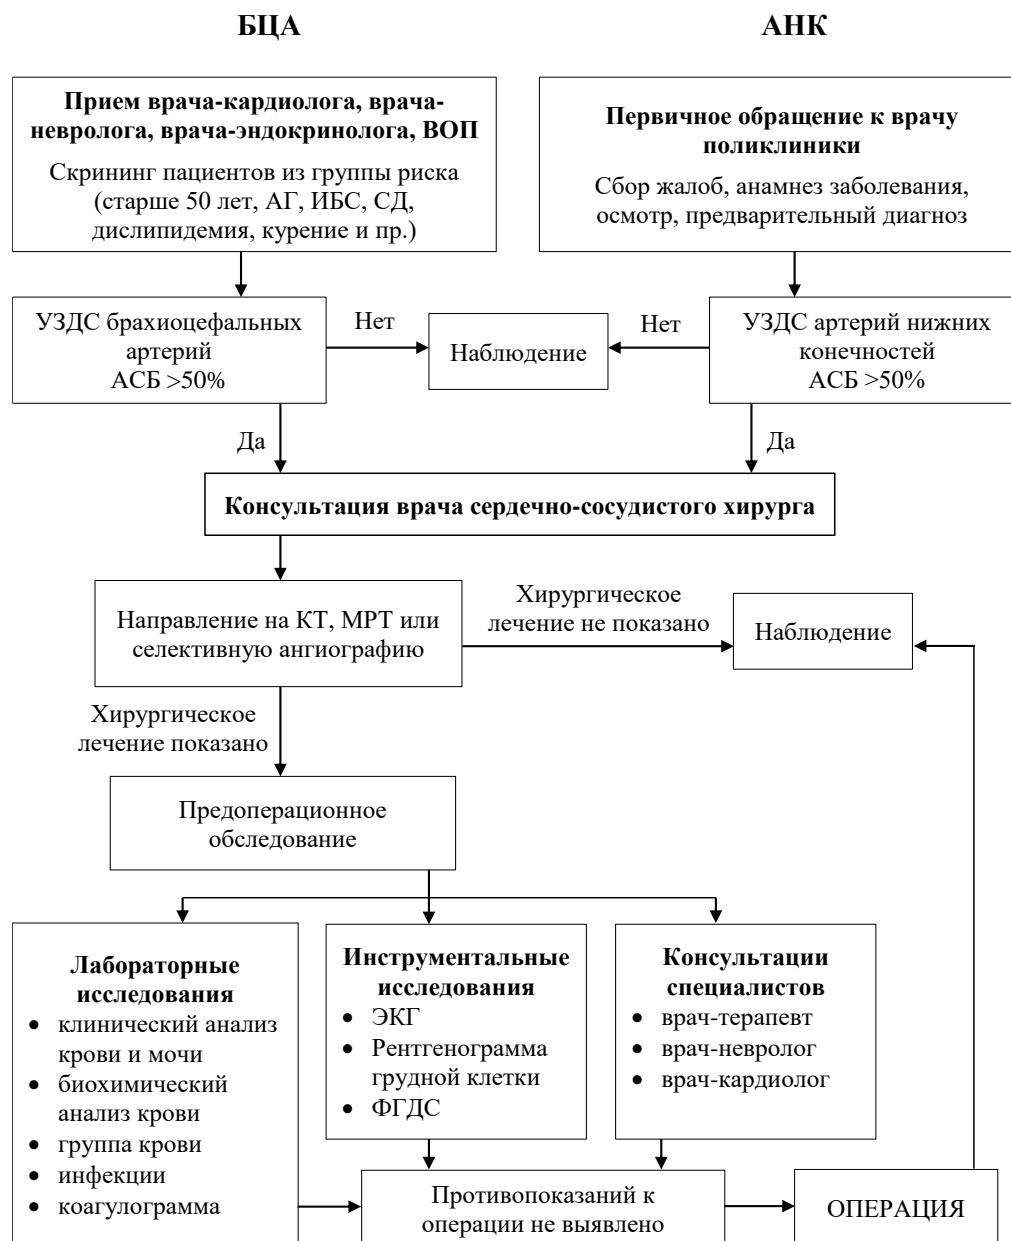 БЦА
АНК
Прием врача-кардиолога, врача-
невролога, врача-эндокринолога, ВОП
Скрининг пациентов из группы риска
(старше 50 лет, АГ, ИБС, СД,
дислипидемия, курение и пр.)
Первичное обращение к врачу
поликлиники
Сбор жалоб, анамнез заболевания,
осмотр, предварительный диагноз
УЗДС брахиоцефальных
артерий
АСБ >50%
Нет
Наблюдение
Нет
УЗДС артерий нижних
конечностей
АСБ >50%
Да
Да
Консультация врача сердечно-сосудистого хирурга
Направление на КТ, МРТ или
селективную ангиографию
Хирургическое
лечение не показано
Наблюдение
Хирургическое
лечение показано
Предоперационное
обследование
Лабораторные
исследования
• клинический анализ
крови и мочи
• биохимический
анализ крови
• группа крови
• инфекции
• коагулограмма
Инструментальные
исследования
• ЭКГ
• Рентгенограмма
грудной клетки
• ФГДС
Консультации
специалистов
• врач-терапевт
• врач-невролог
• врач-кардиолог
Противопоказаний к
операции не выявлено
ОПЕРАЦИЯ